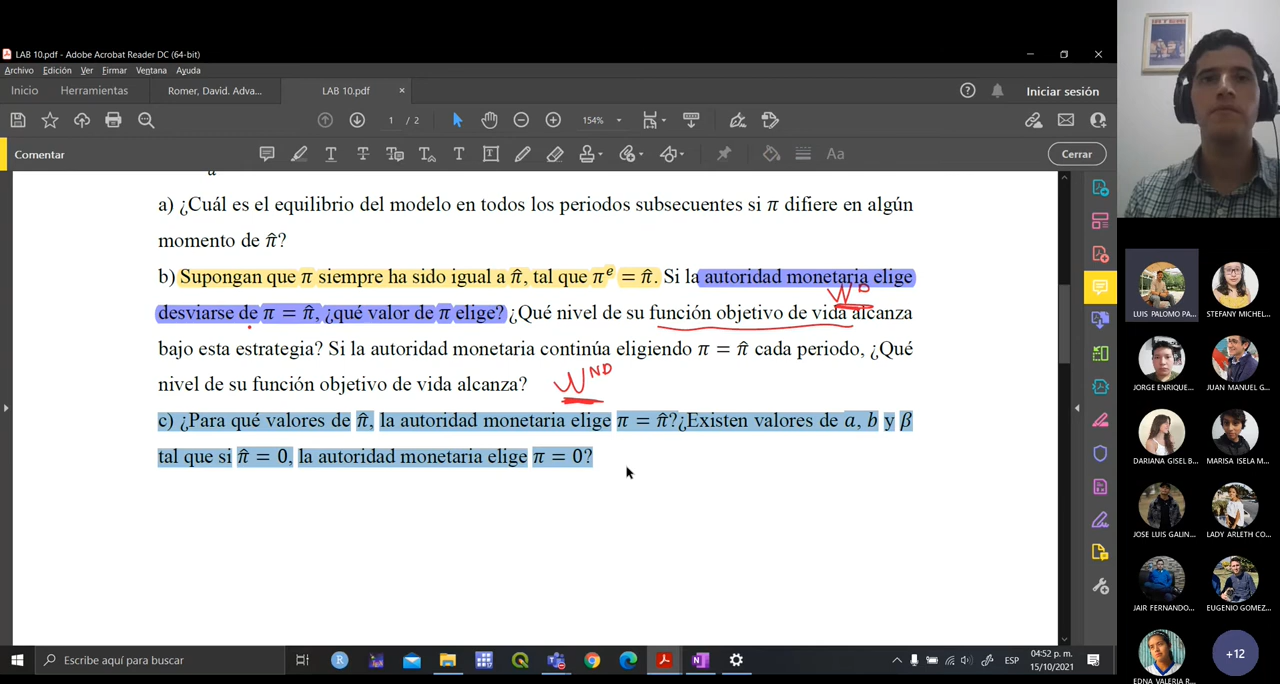 LAB 10.pdf - Adobe Acrobat Reader DC (64-bit)
Archivo Edición Ver Firmar Ventana Ayuda
Inicio Herramientas Romer, David. Adva... LAB 10.pdf × Iniciar sesión
1 / 2 154%
Comentar Aa Cerrar
a) ¿Cuál es el equilibrio del modelo en todos los periodos subsecuentes si π difiere en algún
momento de π̂?
b) Supongan que π siempre ha sido igual a π̂, tal que πᵉ = π̂. Si la autoridad monetaria elige
desviarse de π = π̂, ¿qué valor de π elige? ¿Qué nivel de su función objetivo de vida alcanza
W^D
bajo esta estrategia? Si la autoridad monetaria continúa eligiendo π = π̂ cada periodo, ¿Qué
nivel de su función objetivo de vida alcanza?
W^ND
c) ¿Para qué valores de π̂, la autoridad monetaria elige π = π̂?¿Existen valores de a, b y β
tal que si π̂ = 0, la autoridad monetaria elige π = 0?
LUIS PALOMO PA...
STEFANY MICHEL...
JORGE ENRIQUE...
JUAN MANUEL G...
DARIANA GISEL B...
MARISA ISELA M...
JOSE LUIS GALIN...
LADY ARLETH CO...
JAIR FERNANDO...
EUGENIO GOMEZ...
EDNA VALERIA R...
+12
Escribe aquí para buscar
ESP
04:52 p. m.
15/10/2021